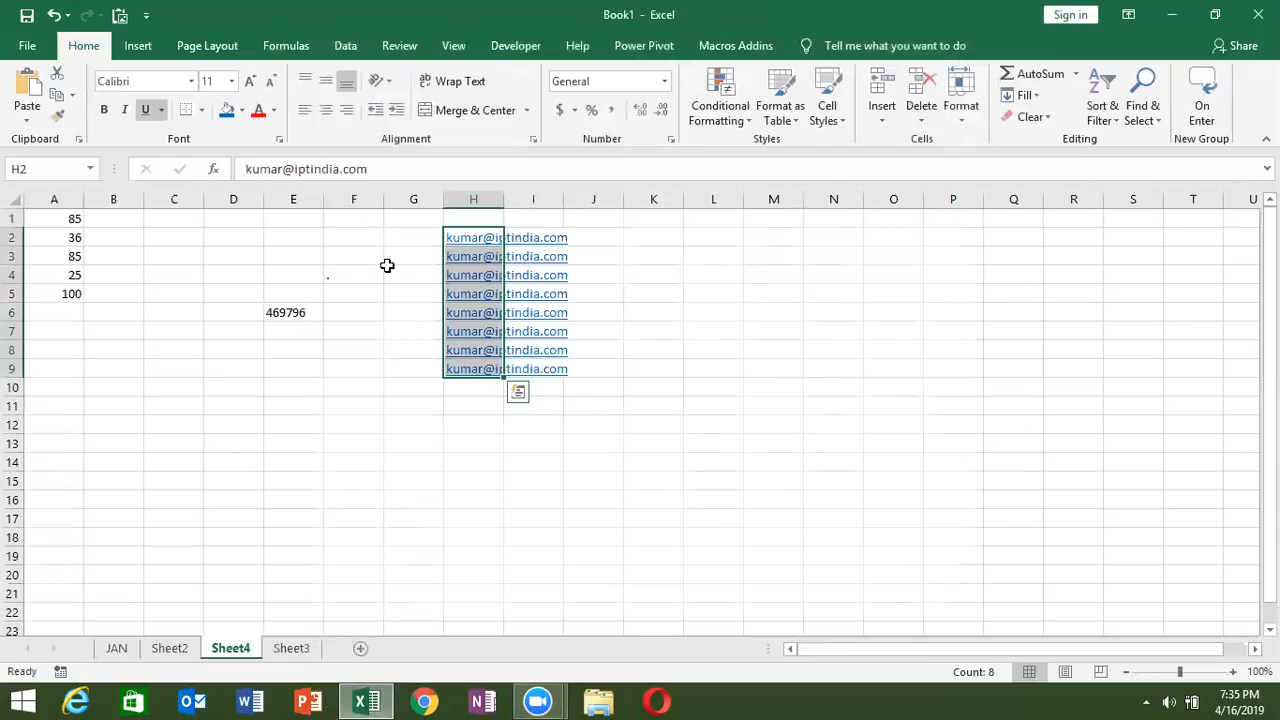 Book1 - Excel
Sign in
File Home Insert Page Layout Formulas Data Review View Developer Help Power Pivot Macros Addins Tell me what you want to do Share
Paste
Calibri 11
B I U
Wrap Text
Merge & Center
General
$ % ,
Conditional Formatting
Format as Table
Cell Styles
Insert
Delete
Format
AutoSum
Fill
Clear
Sort & Filter
Find & Select
On Enter
Clipboard Font Alignment Number Styles Cells Editing New Group
H2 fx kumar@iptindia.com
A B C D E F G H I J K L M N O P Q R S T U
1 85
2 36 kumar@iptindia.com
3 85 kumar@iptindia.com
4 25 . kumar@iptindia.com
5 100 kumar@iptindia.com
6 469796 kumar@iptindia.com
7 kumar@iptindia.com
8 kumar@iptindia.com
9 kumar@iptindia.com
10
11
12
13
14
15
16
17
18
19
20
21
22
23
JAN Sheet2 Sheet4 Sheet3
Ready Count: 8 100%
7:35 PM
4/16/2019